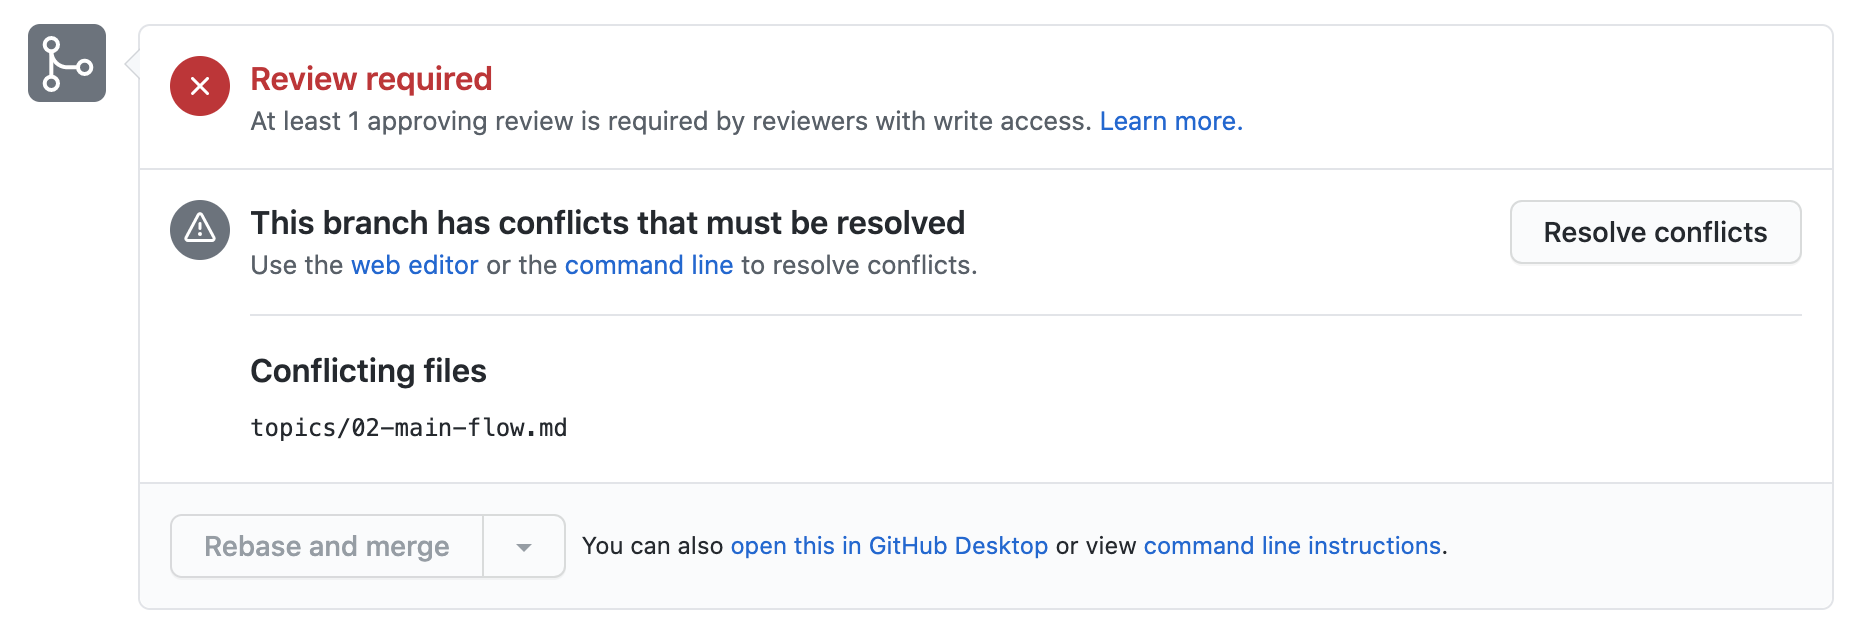 Review required
At least 1 approving review is required by reviewers with write access. Learn more.
This branch has conflicts that must be resolved
Use the web editor or the command line to resolve conflicts.
Resolve conflicts
Conflicting files
topics/02-main-flow.md
Rebase and merge
You can also open this in GitHub Desktop or view command line instructions.